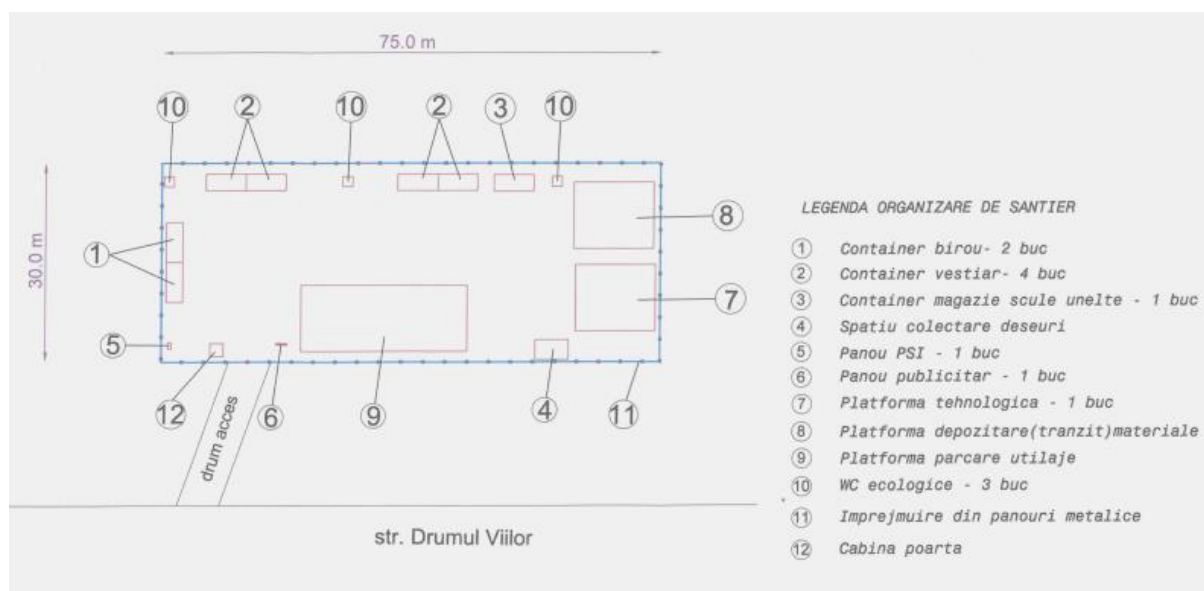 75.0 m
10
2
10
2
3
10
30.0 m
8
1
7
5
12
6
9
4
11
drum acces
str. Drumul Viilor
LEGENDA ORGANIZARE DE SANTIER
1 Container birou- 2 buc
2 Container vestiar- 4 buc
3 Container magazie scule unelte - 1 buc
4 Spatiu colectare deseuri
5 Panou PSI - 1 buc
6 Panou publicitar - 1 buc
7 Platforma tehnologica - 1 buc
8 Platforma depozitare(tranzit)materiale
9 Platforma parcare utilaje
10 WC ecologice - 3 buc
11 Imprejmuire din panouri metalice
12 Cabina poarta